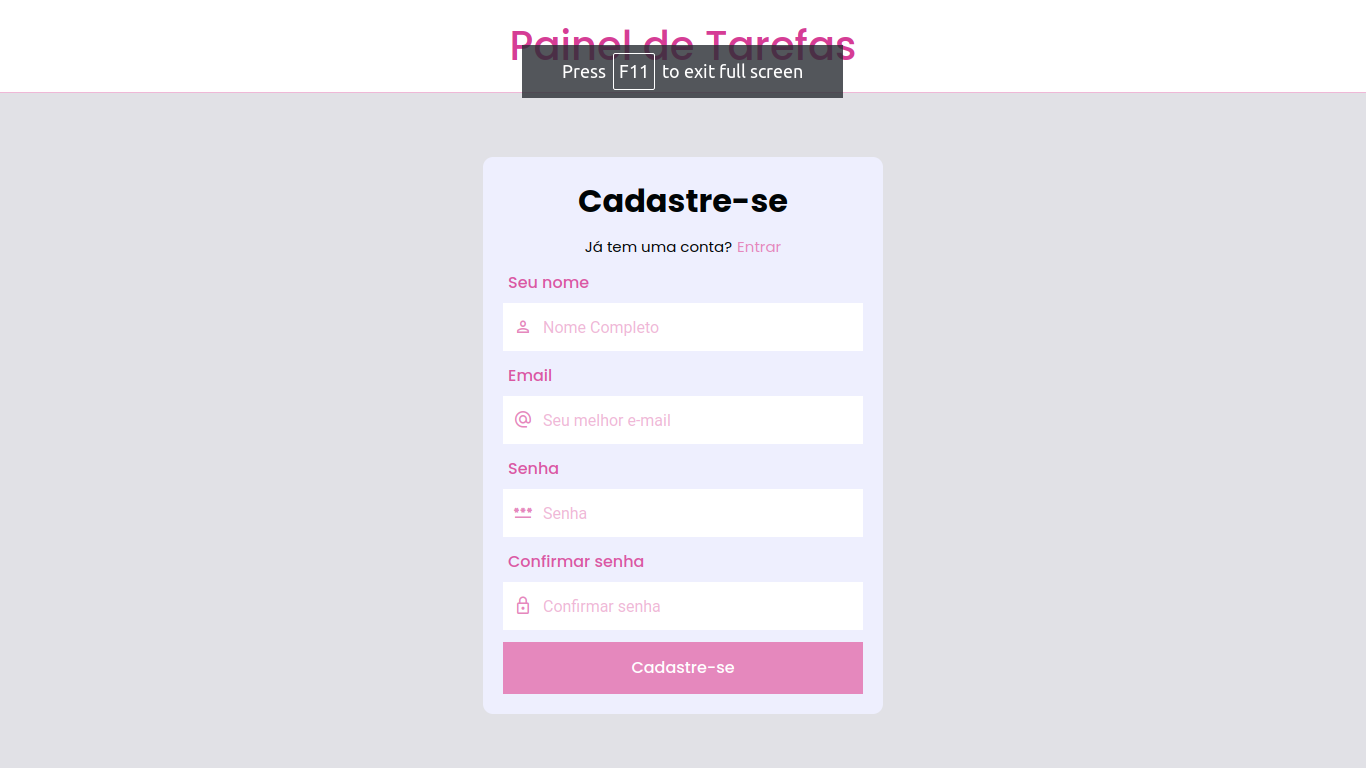 Painel de Tarefas
Press F11 to exit full screen
Cadastre-se
Já tem uma conta? Entrar
Seu nome
Nome Completo
Email
Seu melhor e-mail
Senha
Senha
Confirmar senha
Confirmar senha
Cadastre-se